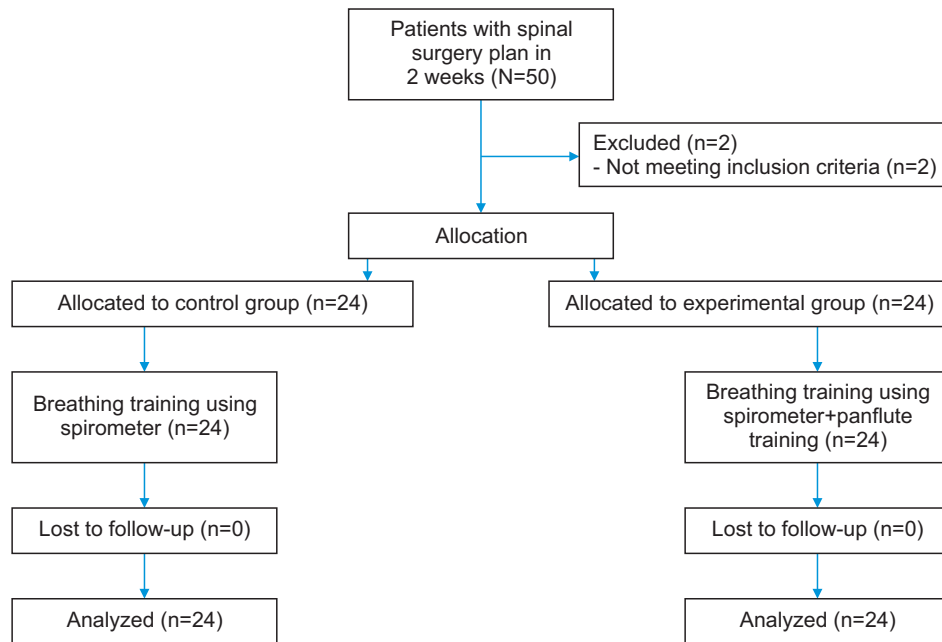 Patients with spinal
surgery plan in
2 weeks (N=50)
Excluded (n=2)
- Not meeting inclusion criteria (n=2)
Allocation
Allocated to control group (n=24)
Allocated to experimental group (n=24)
Breathing training using
spirometer (n=24)
Breathing training using
spirometer+panflute
training (n=24)
Lost to follow-up (n=0)
Lost to follow-up (n=0)
Analyzed (n=24)
Analyzed (n=24)